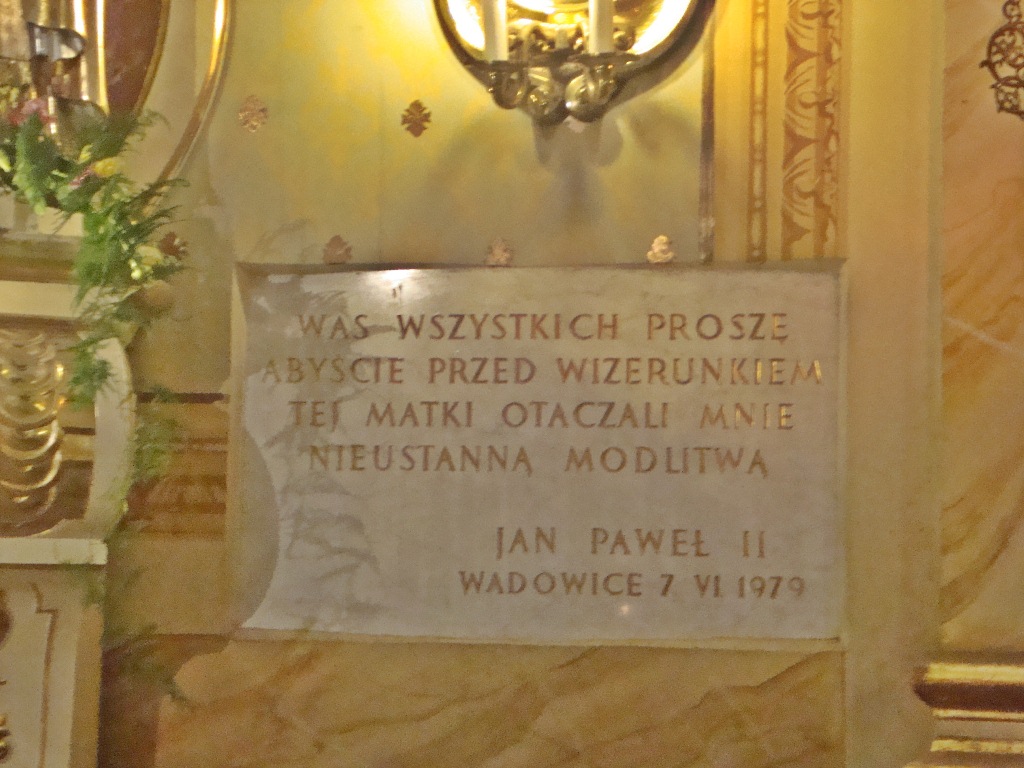 "WAS WSZYSTKICH PROSZĘ
ABYŚCIE PRZED WIZERUNKIEM
TEJ MATKI OTACZALI MNIE
NIEUSTANNĄ MODLITWĄ
JAN PAWEŁ II
WADOWICE 7 VI 1979